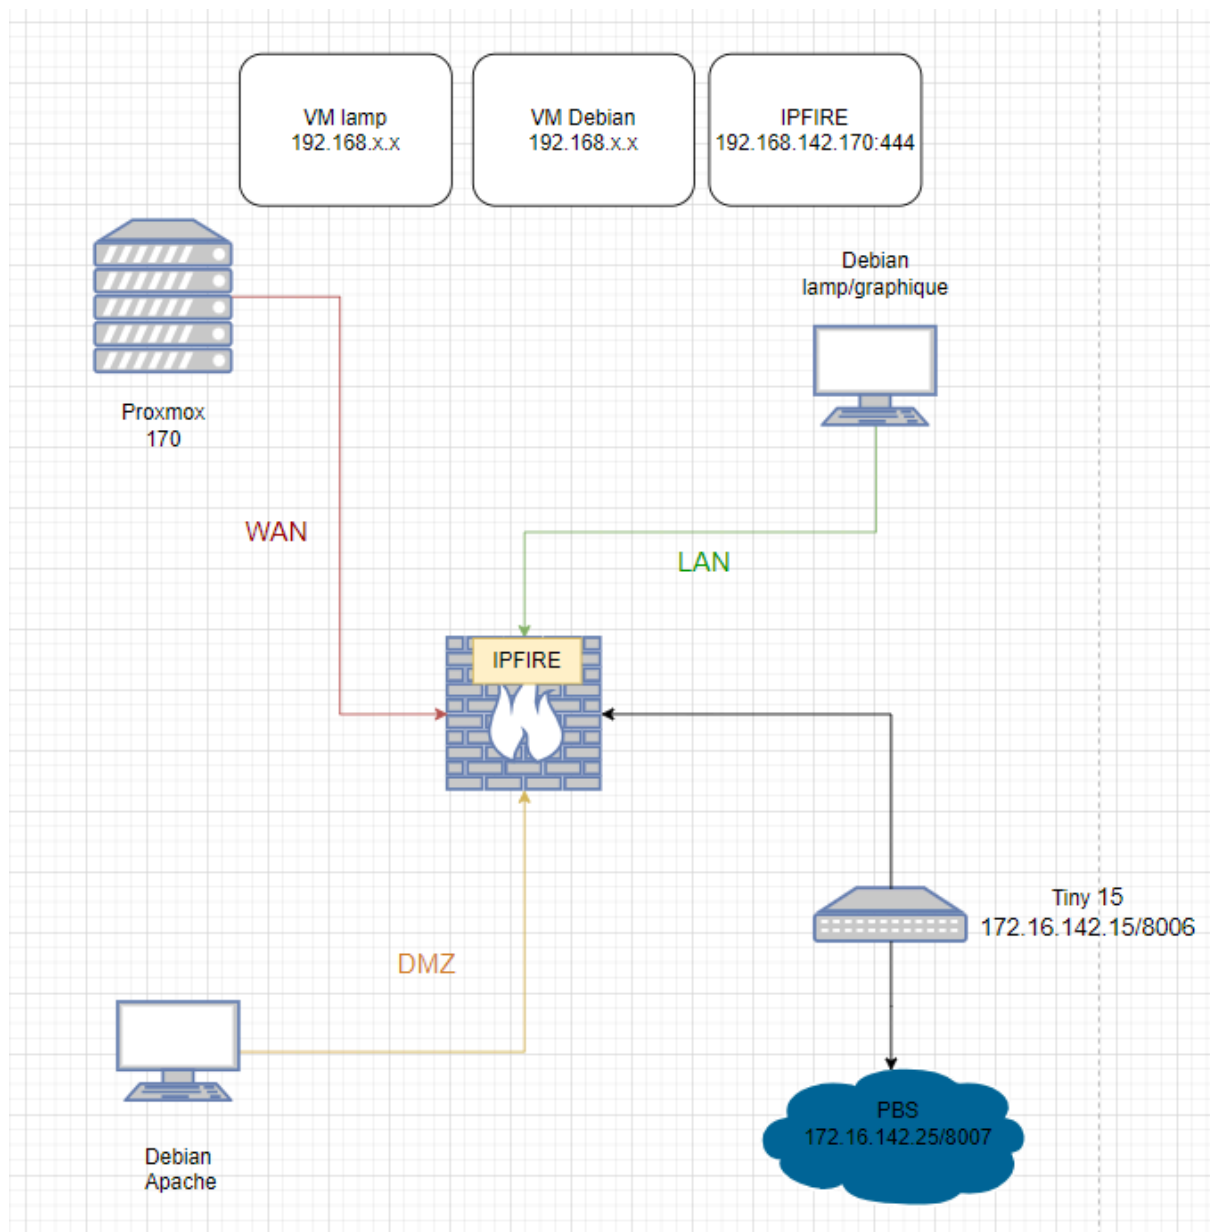 VM lamp
192.168.x.x
VM Debian
192.168.x.x
IPFIRE
192.168.142.170:444
Debian
lamp/graphique
Proxmox
170
WAN
LAN
IPFIRE
Tiny 15
172.16.142.15/8006
DMZ
PBS
172.16.142.25/8007
Debian
Apache